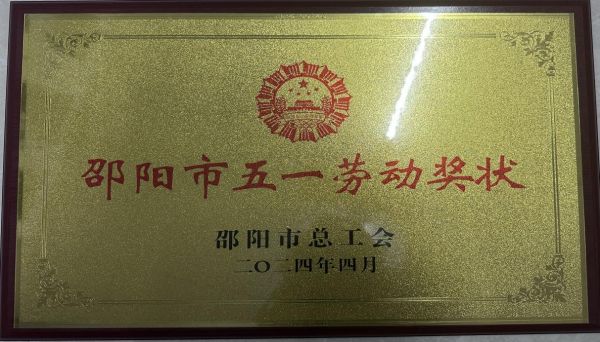 邵阳市五一劳动奖状
邵阳市总工会
二〇二四年四月